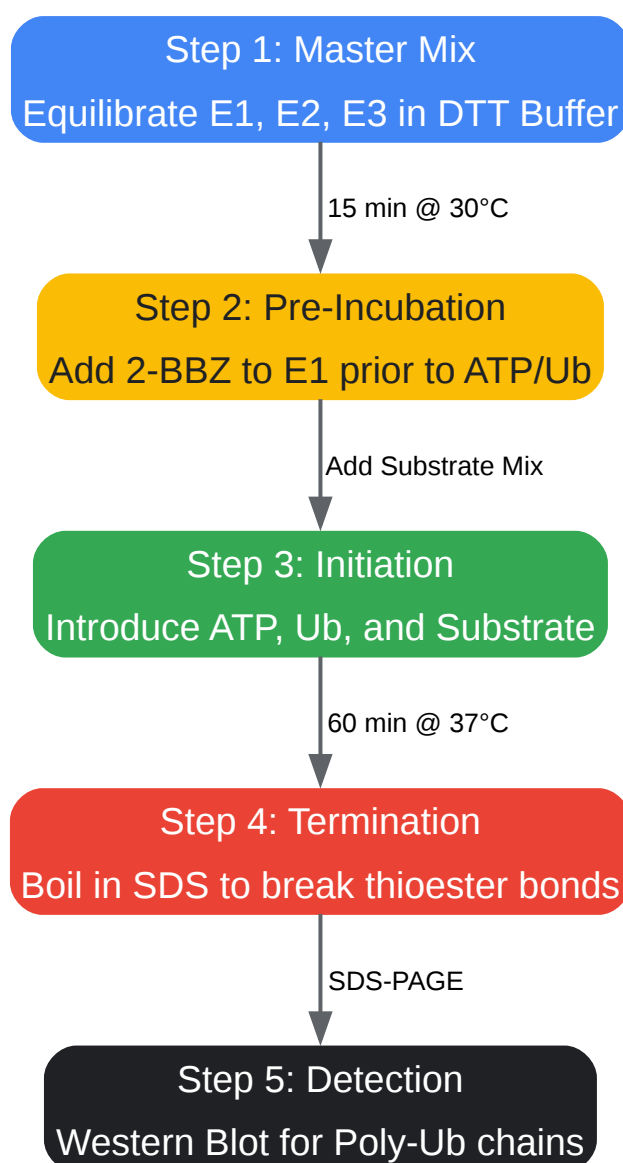 Step 1: Master Mix
Equilibrate E1, E2, E3 in DTT Buffer
15 min @ 30°C
Step 2: Pre-Incubation
Add 2-BBZ to E1 prior to ATP/Ub
Add Substrate Mix
Step 3: Initiation
Introduce ATP, Ub, and Substrate
60 min @ 37°C
Step 4: Termination
Boil in SDS to break thioester bonds
SDS-PAGE
Step 5: Detection
Western Blot for Poly-Ub chains